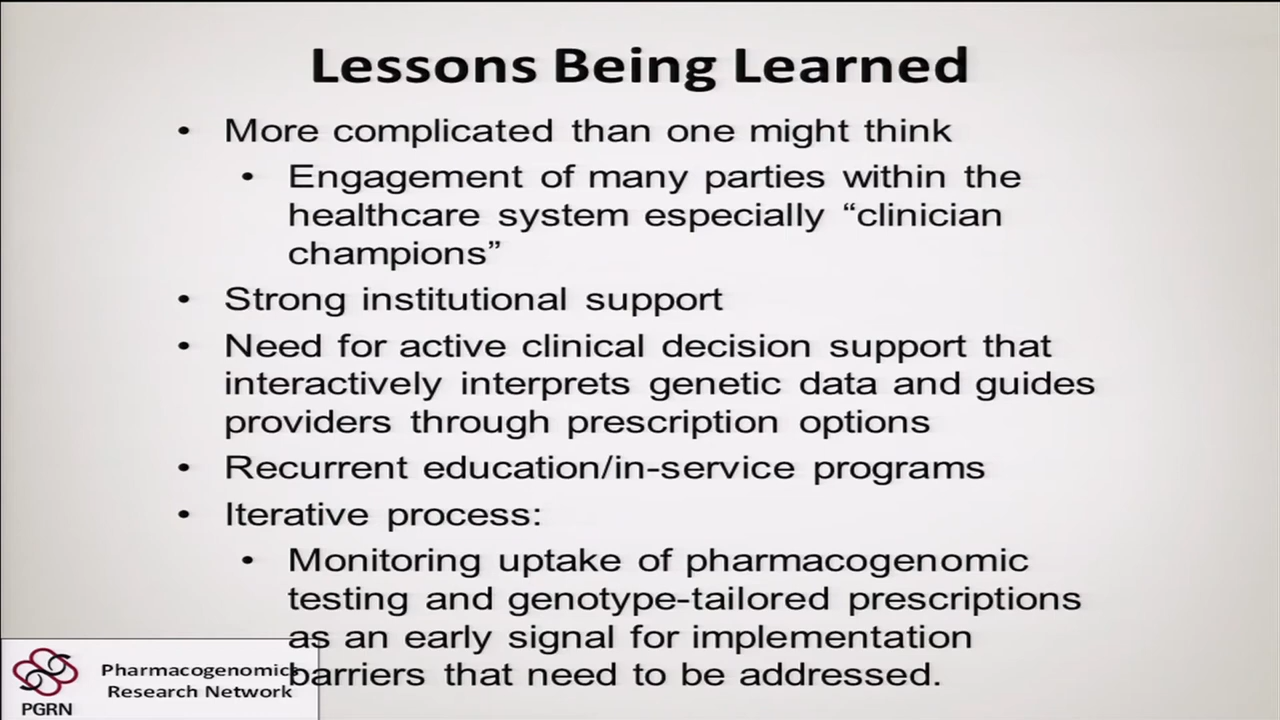 Lessons Being Learned
• More complicated than one might think
• Engagement of many parties within the
healthcare system especially “clinician
champions”
• Strong institutional support
• Need for active clinical decision support that
interactively interprets genetic data and guides
providers through prescription options
• Recurrent education/in-service programs
• Iterative process:
• Monitoring uptake of pharmacogenomic
testing and genotype-tailored prescriptions
as an early signal for implementation
barriers that need to be addressed.
Pharmacogenomics
Research Network
PGRN